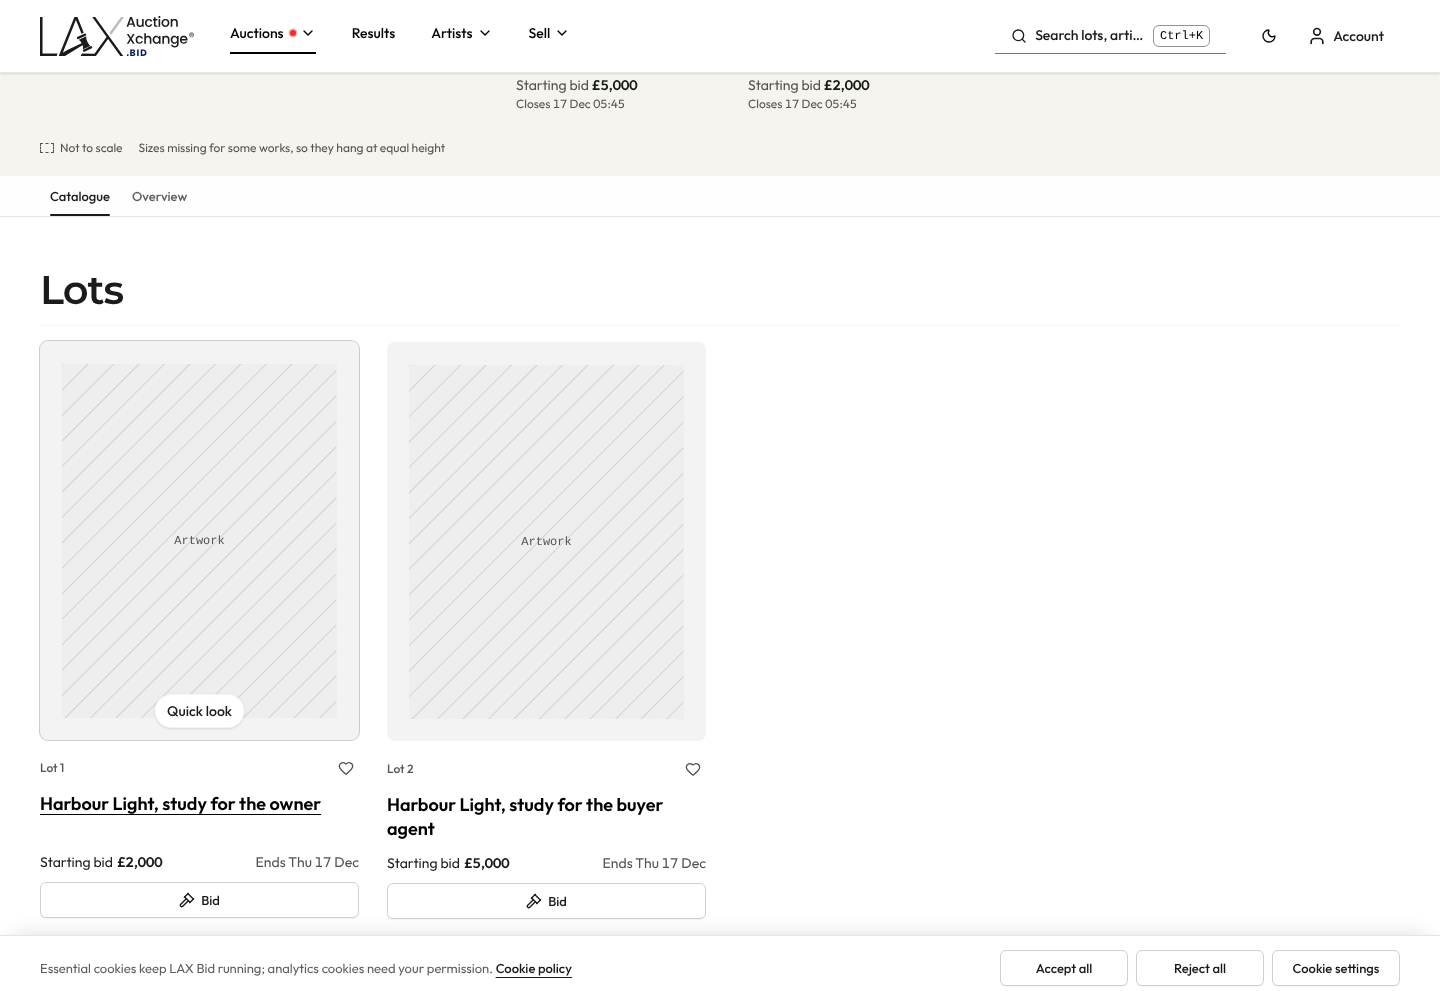 LAX Auction Xchange® .BID
Auctions
Results
Artists
Sell
Search lots, arti...
Ctrl+K
Account
Starting bid £5,000
Closes 17 Dec 05:45
Starting bid £2,000
Closes 17 Dec 05:45
Not to scale
Sizes missing for some works, so they hang at equal height
Catalogue
Overview
Lots
Artwork
Quick look
Lot 1
Harbour Light, study for the owner
Starting bid £2,000
Ends Thu 17 Dec
Bid
Artwork
Lot 2
Harbour Light, study for the buyer
agent
Starting bid £5,000
Ends Thu 17 Dec
Bid
Essential cookies keep LAX Bid running; analytics cookies need your permission. Cookie policy
Accept all
Reject all
Cookie settings